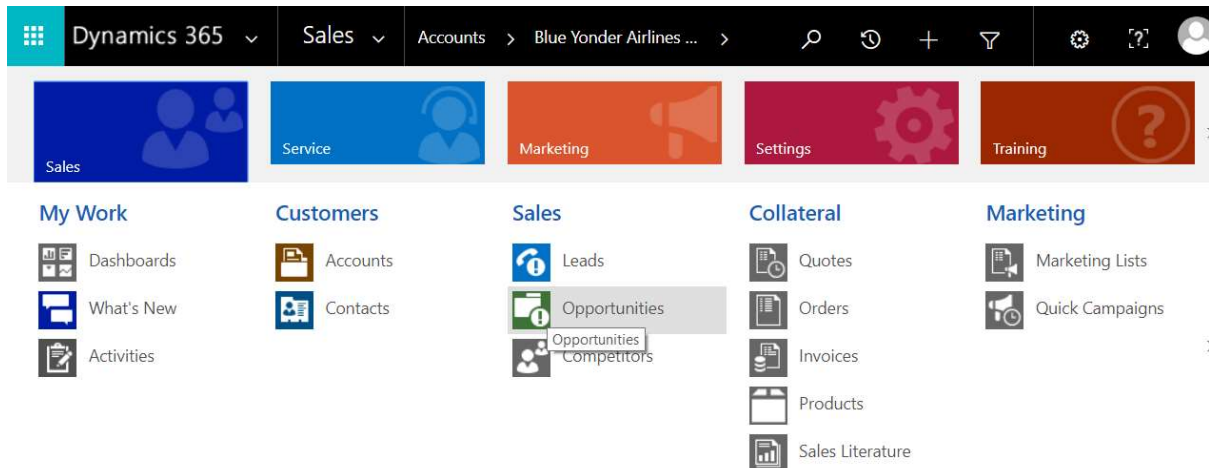 Dynamics 365 Sales Accounts > Blue Yonder Airlines ... > [?]
Sales
Service
Marketing
Settings
Training
My Work
Dashboards
What's New
Activities
Customers
Accounts
Contacts
Sales
Leads
Opportunities
Opportunities
Competitors
Collateral
Quotes
Orders
Invoices
Products
Sales Literature
Marketing
Marketing Lists
Quick Campaigns